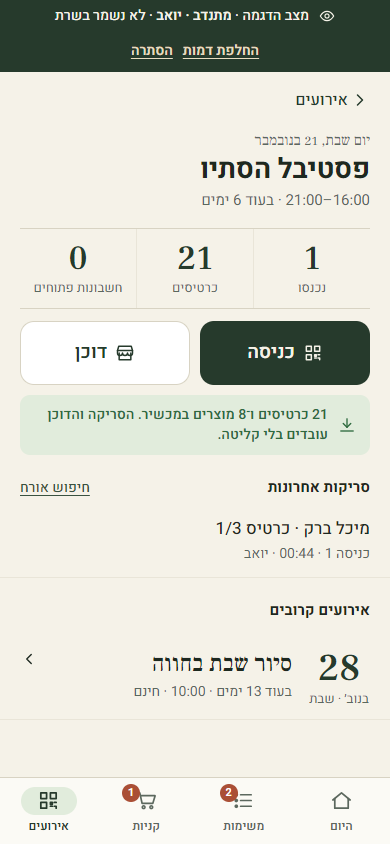 מצב הדגמה · מתנדב · יואב · לא נשמר בשרת
החלפת דמות הסתרה
אירועים
יום שבת, 21 בנובמבר
פסטיבל הסתיו
16:00–21:00 · בעוד 6 ימים
1 21 0
נכנסו כרטיסים חשבונות פתוחים
כניסה דוכן
21 כרטיסים ו־8 מוצרים במכשיר. הסריקה והדוכן
עובדים בלי קליטה.
סריקות אחרונות חיפוש אורח
מיכל ברק · כרטיס 1/3
כניסה 1 · 00:44 · יואב
אירועים קרובים
28 סיור שבת בחווה
בנוב׳ · שבת בעוד 13 ימים · 10:00 · חינם
2 1
היום משימות קניות אירועים